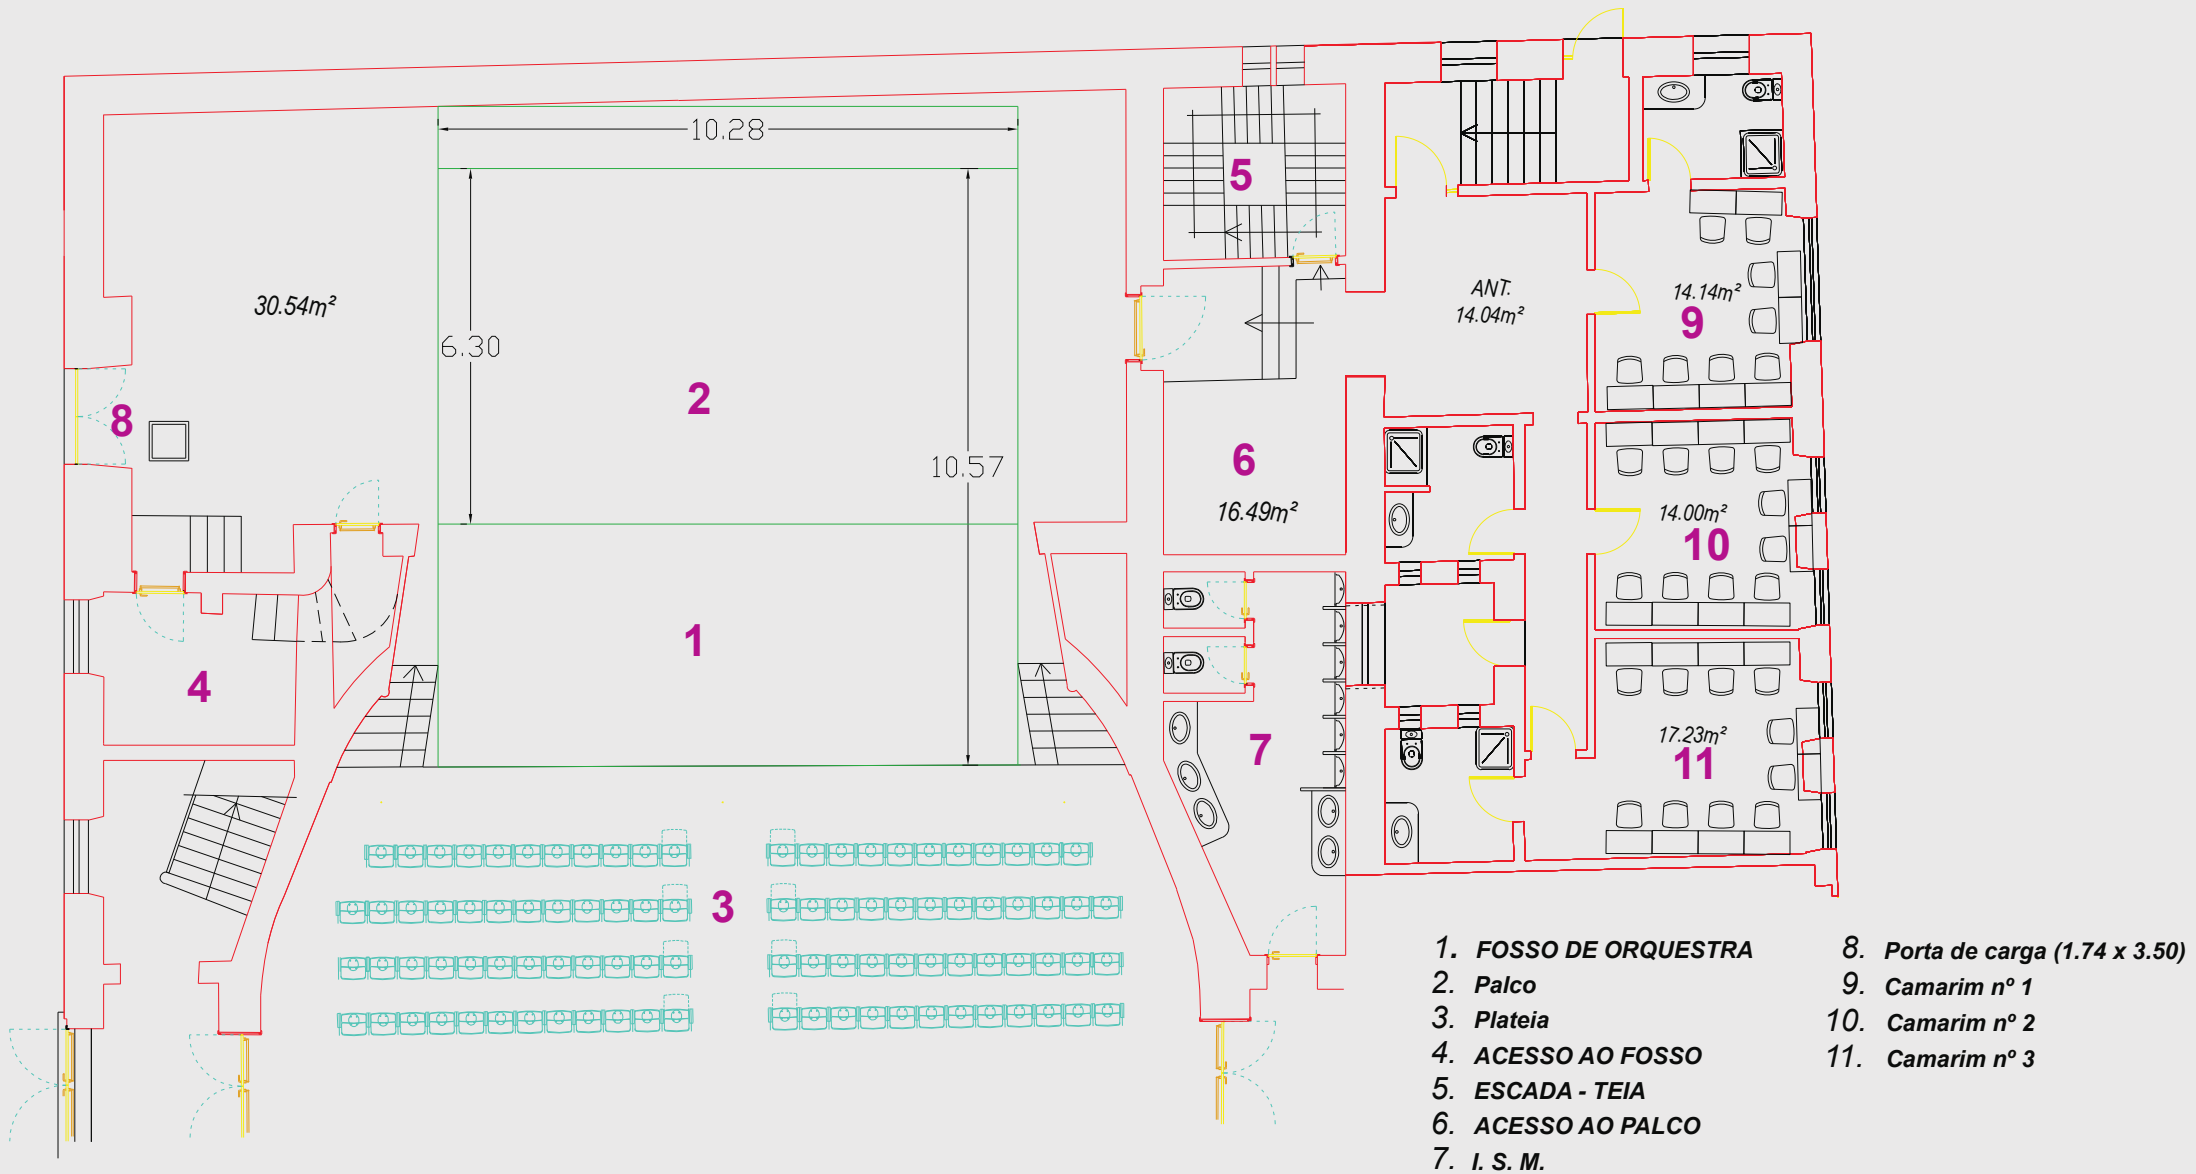 10.28
5
30.54m²
6.30
2
10.57
8
ANT.
14.04m²
14.14m²
9
6
16.49m²
14.00m²
10
1
4
7
17.23m²
11
3
1. FOSSO DE ORQUESTRA
2. Palco
3. Plateia
4. ACESSO AO FOSSO
5. ESCADA - TEIA
6. ACESSO AO PALCO
7. I. S. M.
8. Porta de carga (1.74 x 3.50)
9. Camarim nº 1
10. Camarim nº 2
11. Camarim nº 3